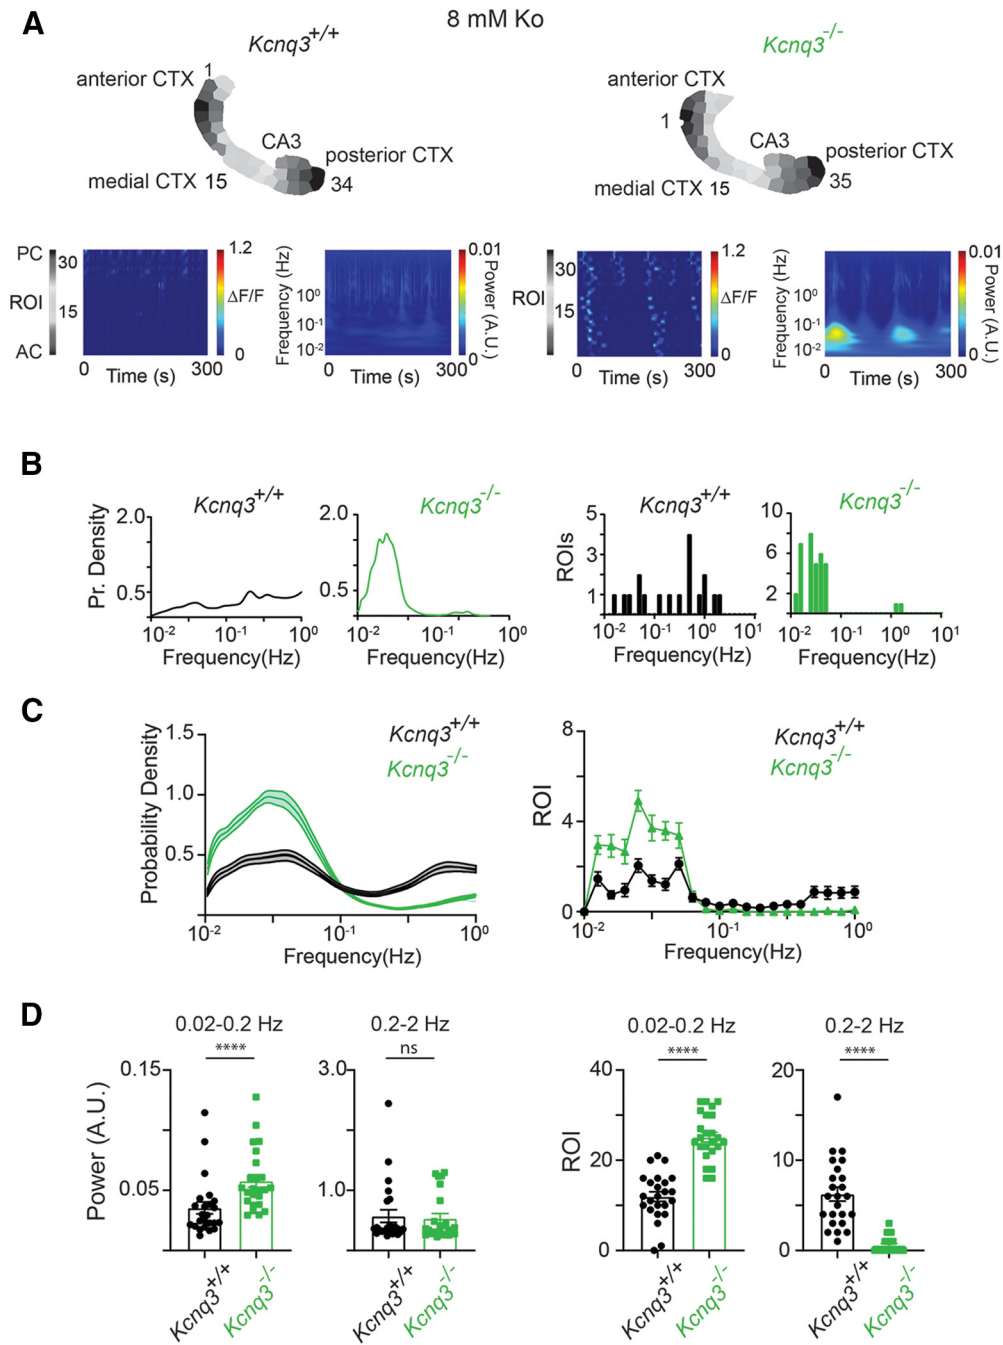 A
8 mM Ko
Kcnq3+/+
Kcnq3-/-
anterior CTX 1
CA3
posterior CTX
medial CTX 15
34
anterior CTX
1
CA3
posterior CTX
medial CTX 15
35
PC
ROI
AC
30
15
0 300
Time (s)
1.2
ΔF/F
0
Frequency (Hz)
10⁰
10⁻¹
10⁻²
0 300
Time (s)
0.01
Power (A.U.)
0
ROI
30
15
0 300
Time (s)
1.2
ΔF/F
0
Frequency (Hz)
10⁰
10⁻¹
10⁻²
0 300
Time (s)
0.01
Power (A.U.)
0
B
Kcnq3+/+
Pr. Density
2.0
0.5
10⁻² 10⁻¹ 10⁰
Frequency(Hz)
Kcnq3-/-
2.0
0.5
10⁻² 10⁻¹ 10⁰
Frequency(Hz)
Kcnq3+/+
ROIs
5
3
1
10⁻² 10⁻¹ 10⁰ 10¹
Frequency(Hz)
Kcnq3-/-
10
6
2
10⁻² 10⁻¹ 10⁰ 10¹
Frequency(Hz)
C
Probability Density
1.5
1.0
0.5
Kcnq3+/+
Kcnq3-/-
10⁻² 10⁻¹ 10⁰
Frequency(Hz)
ROI
8
4
0
Kcnq3+/+
Kcnq3-/-
10⁻² 10⁻¹ 10⁰
Frequency(Hz)
D
0.02-0.2 Hz
****
Power (A.U.)
0.15
0.05
Kcnq3+/+
Kcnq3-/-
0.2-2 Hz
ns
3.0
1.0
Kcnq3+/+
Kcnq3-/-
0.02-0.2 Hz
****
ROI
40
20
0
Kcnq3+/+
Kcnq3-/-
0.2-2 Hz
****
20
10
0
Kcnq3+/+
Kcnq3-/-